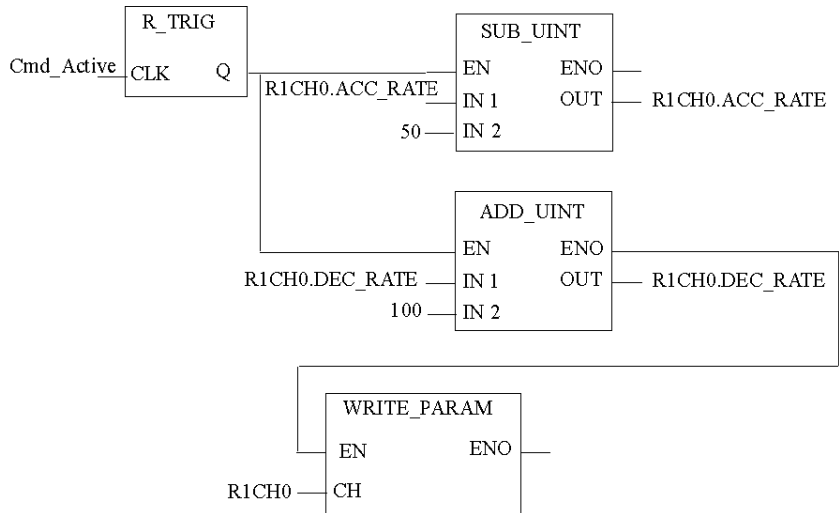 R_TRIG
Cmd_Active CLK Q
SUB_UINT
EN ENO
R1CH0.ACC_RATE IN 1 OUT R1CH0.ACC_RATE
50 IN 2
ADD_UINT
EN ENO
R1CH0.DEC_RATE IN 1 OUT R1CH0.DEC_RATE
100 IN 2
WRITE_PARAM
EN ENO
R1CH0 CH